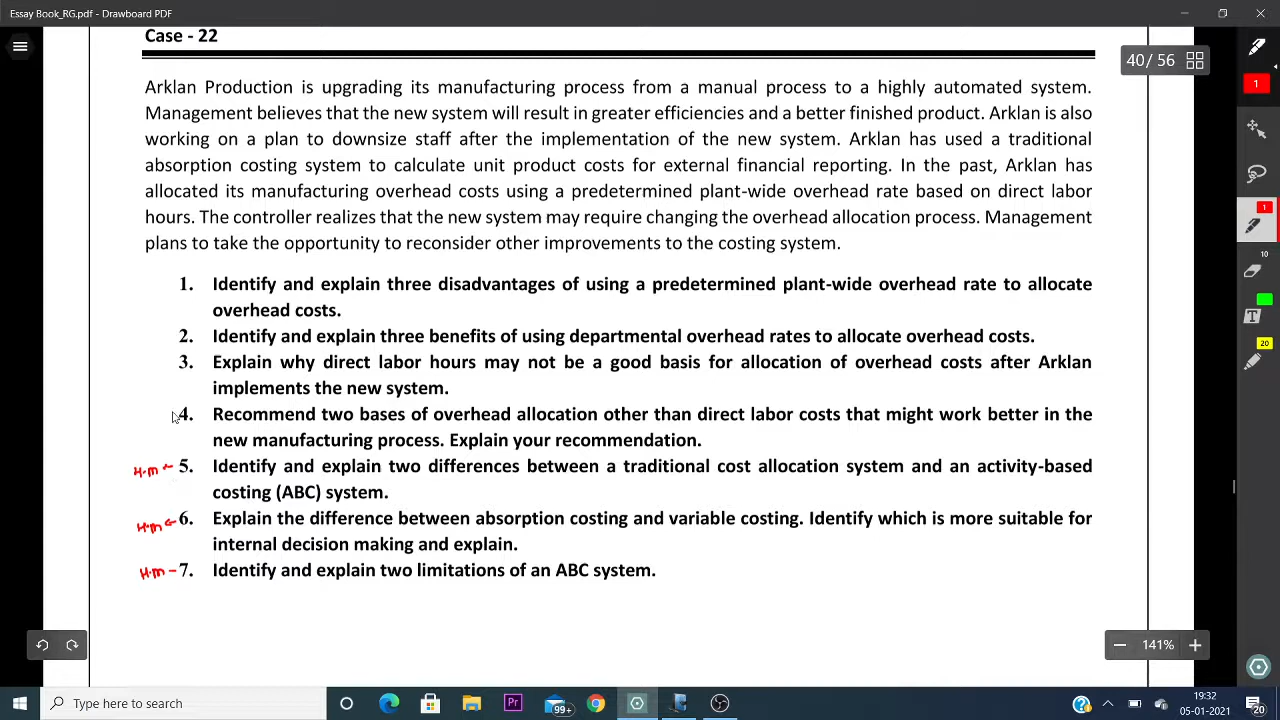 Essay Book_RG.pdf - Drawboard PDF
Case - 22
40/ 56
1
Arklan Production is upgrading its manufacturing process from a manual process to a highly automated system.
Management believes that the new system will result in greater efficiencies and a better finished product. Arklan is also
working on a plan to downsize staff after the implementation of the new system. Arklan has used a traditional
absorption costing system to calculate unit product costs for external financial reporting. In the past, Arklan has
allocated its manufacturing overhead costs using a predetermined plant-wide overhead rate based on direct labor
hours. The controller realizes that the new system may require changing the overhead allocation process. Management
plans to take the opportunity to reconsider other improvements to the costing system.
1
10
T
20
1. Identify and explain three disadvantages of using a predetermined plant-wide overhead rate to allocate
overhead costs.
2. Identify and explain three benefits of using departmental overhead rates to allocate overhead costs.
3. Explain why direct labor hours may not be a good basis for allocation of overhead costs after Arklan
implements the new system.
4. Recommend two bases of overhead allocation other than direct labor costs that might work better in the
new manufacturing process. Explain your recommendation.
H.M 5. Identify and explain two differences between a traditional cost allocation system and an activity-based
costing (ABC) system.
H.M 6. Explain the difference between absorption costing and variable costing. Identify which is more suitable for
internal decision making and explain.
H.M 7. Identify and explain two limitations of an ABC system.
141%
Type here to search
Pr
99+
19:32
05-01-2021
20